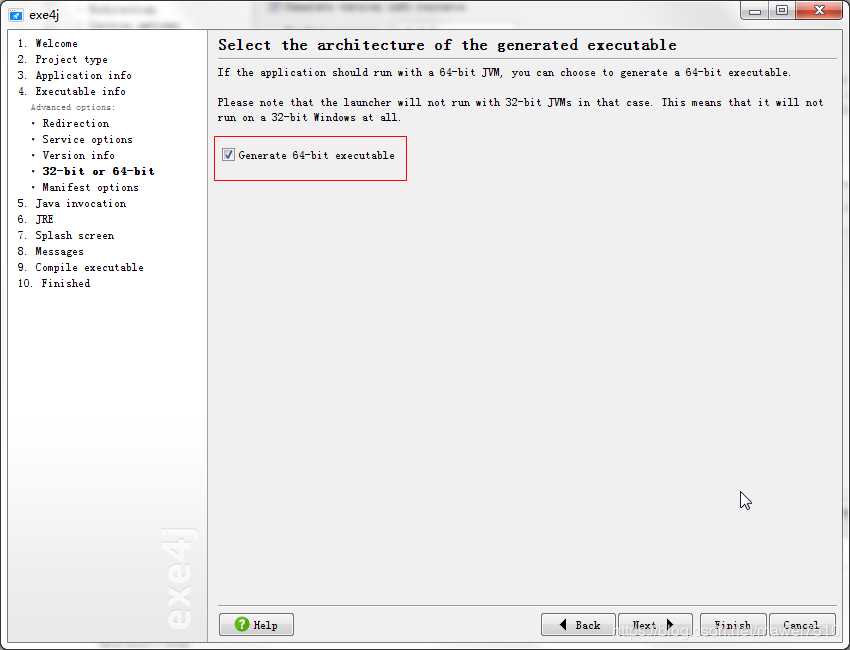 exe4j
1. Welcome
2. Project type
3. Application info
4. Executable info
Advanced options:
• Redirection
• Service options
• Version info
• 32-bit or 64-bit
• Manifest options
5. Java invocation
6. JRE
7. Splash screen
8. Messages
9. Compile executable
10. Finished
exe4j
Select the architecture of the generated executable
If the application should run with a 64-bit JVM, you can choose to generate a 64-bit executable.
Please note that the launcher will not run with 32-bit JVMs in that case. This means that it will not
run on a 32-bit Windows at all.
Generate 64-bit executable
Help
Back
Next
Finish
Cancel